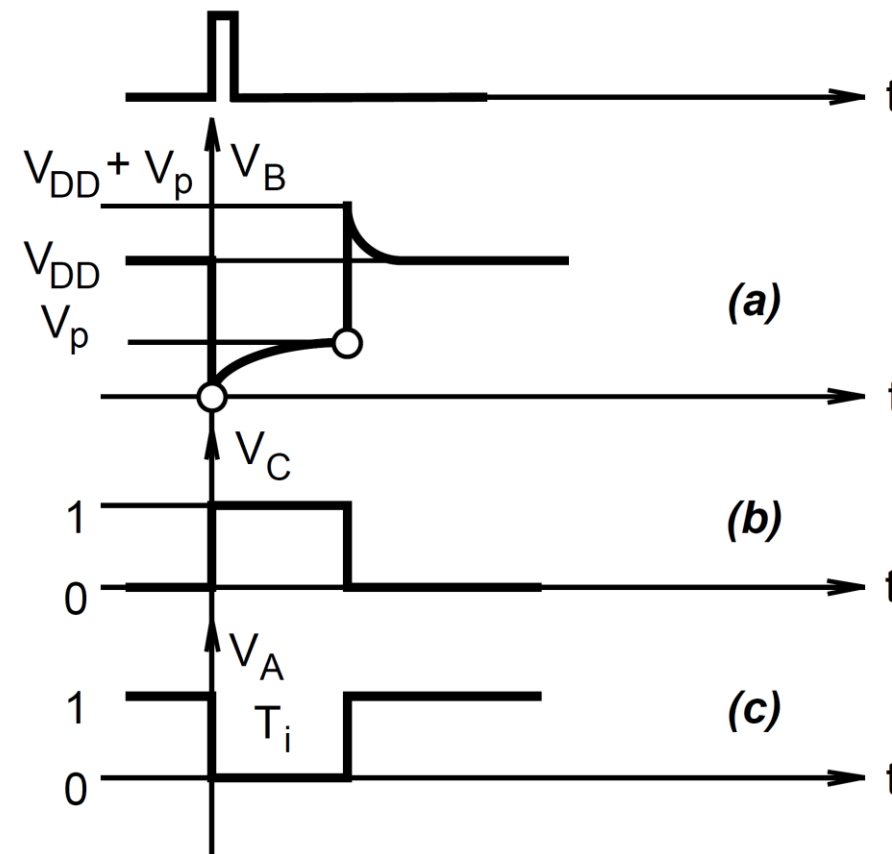 t
V_DD + V_p V_B
V_DD
V_p
(a)
t
V_C
1
(b)
0
t
V_A
1
T_i
(c)
0
t